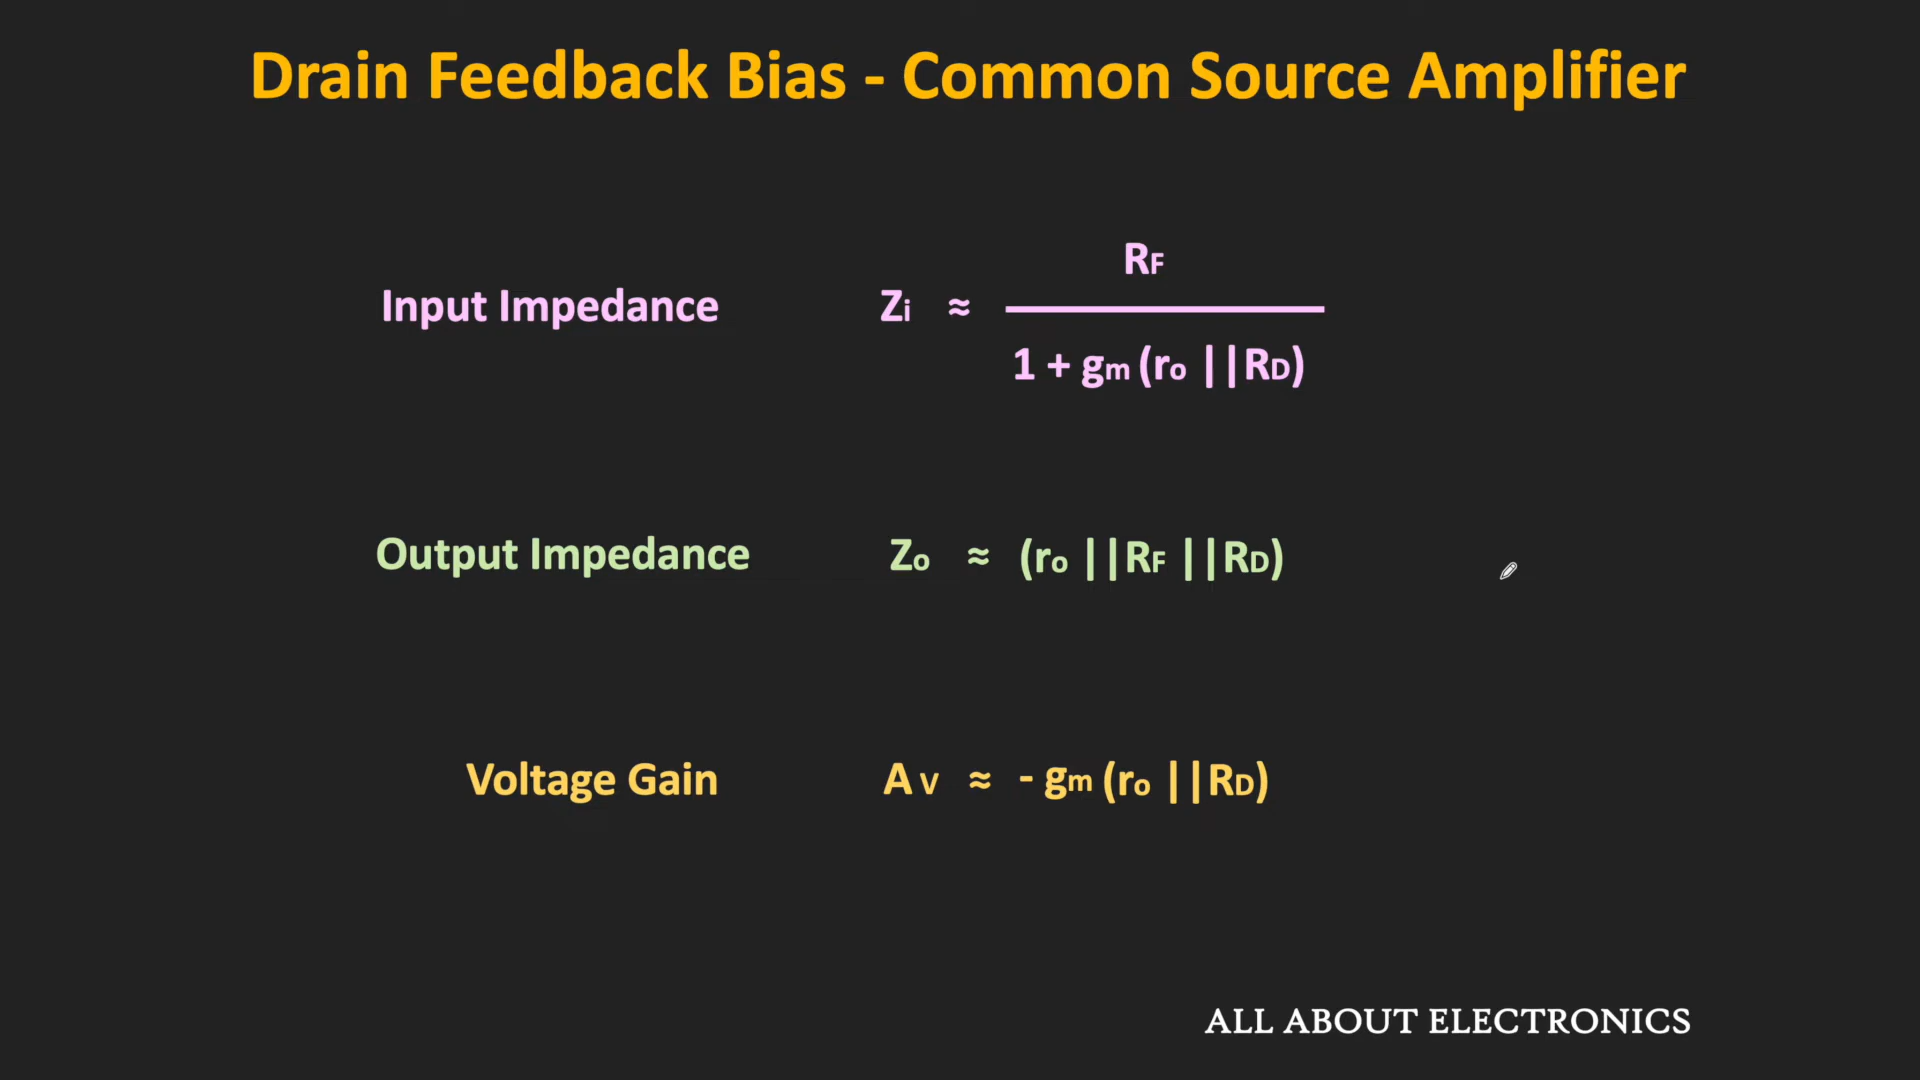 Drain Feedback Bias - Common Source Amplifier
RF
Input Impedance Zi ≈
1 + gm (ro ||RD)
Output Impedance Zo ≈ (ro ||RF ||RD)
Voltage Gain AV ≈ - gm (ro ||RD)
ALL ABOUT ELECTRONICS